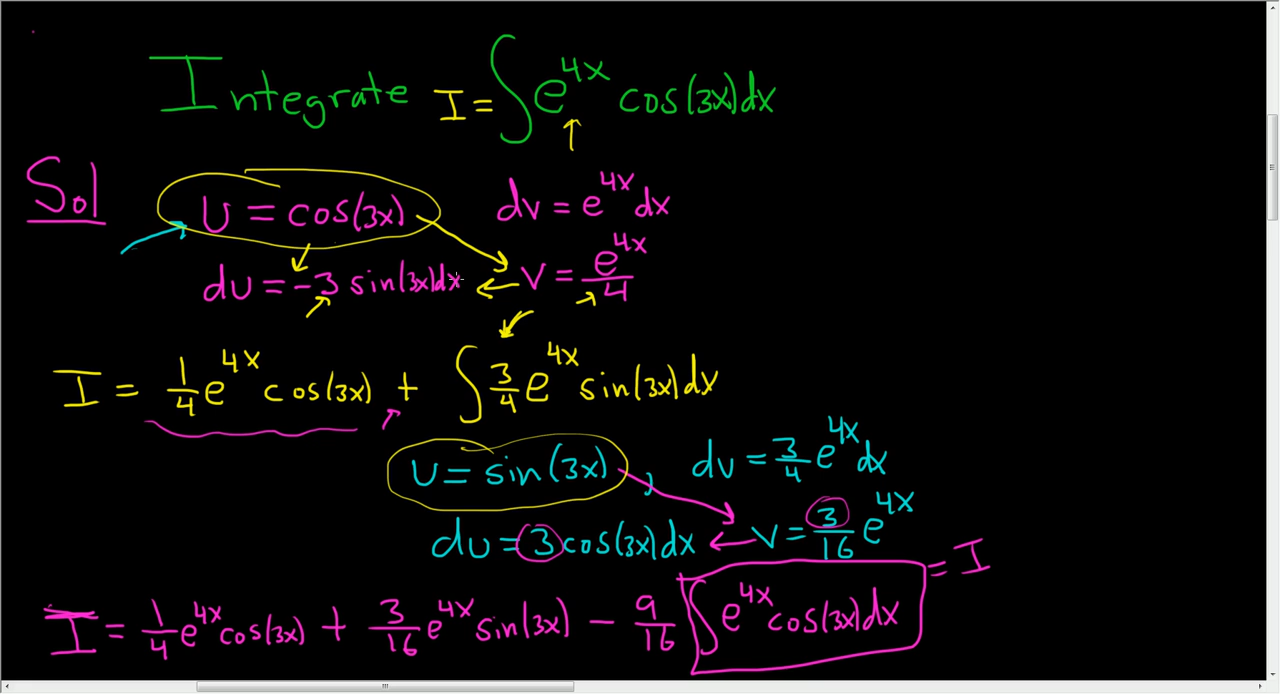 Integrate I = ∫ e^{4x} cos(3x)dx
Sol
U = cos(3x) dv = e^{4x}dx
du = -3 sin(3x)dx v = e^{4x}/4
I = 1/4 e^{4x} cos(3x) + ∫ 3/4 e^{4x} sin(3x)dx
U = sin(3x), dv = 3/4 e^{4x}dx
du = 3cos(3x)dx v = 3/16 e^{4x}
I = 1/4 e^{4x} cos(3x) + 3/16 e^{4x} sin(3x) - 9/16 ∫ e^{4x} cos(3x)dx = I